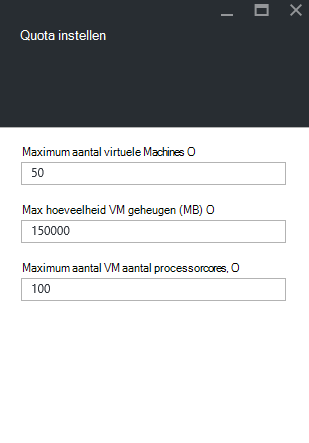 Quota instellen
Maximum aantal virtuele Machines O
50
Max hoeveelheid VM geheugen (MB) O
150000
Maximum aantal VM aantal processorcores, O
100